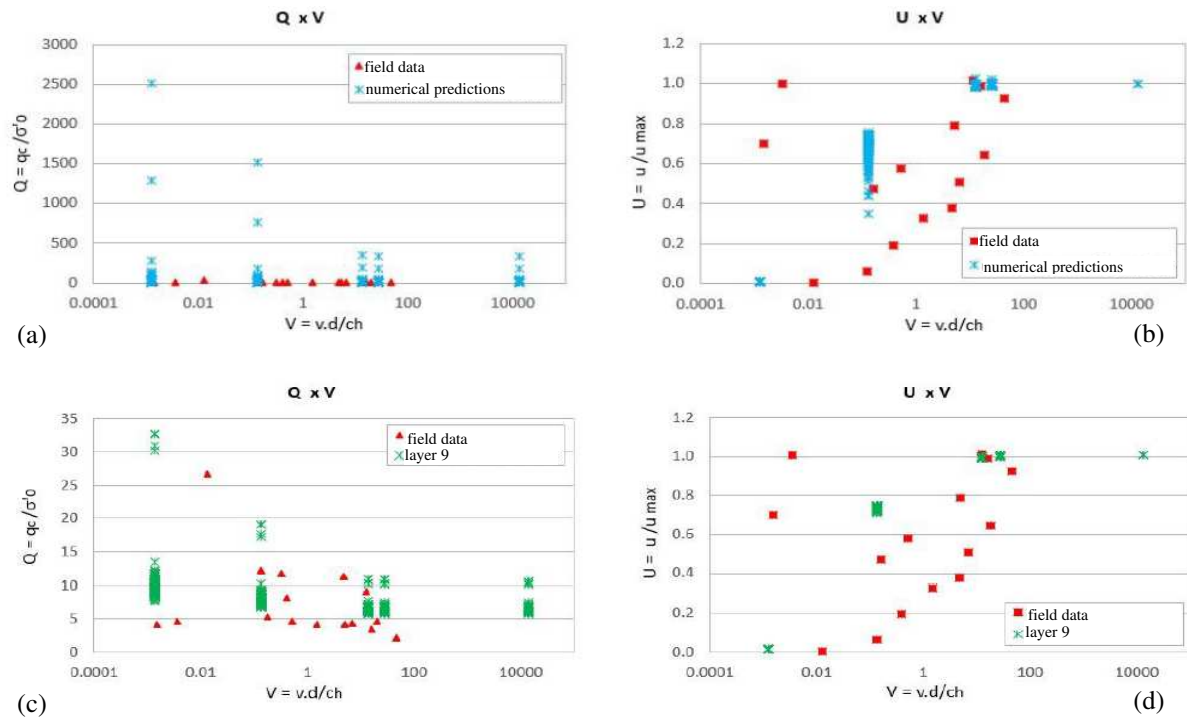 Q x V
3000
2500
2000
1500
1000
500
0
Q = qc/σ'0
0.0001
0.01
1
100
10000
V = v.d/ch
field data
numerical predictions
(a)
U x V
1.2
1.0
0.8
0.6
0.4
0.2
0.0
U = u/u max
0.0001
0.01
1
100
10000
V = v.d/ch
field data
numerical predictions
(b)
Q x V
35
30
25
20
15
10
5
0
Q = qc/σ'0
0.0001
0.01
1
100
10000
V = v.d/ch
field data
layer 9
(c)
U x V
1.2
1.0
0.8
0.6
0.4
0.2
0.0
U = u/u max
0.0001
0.01
1
100
10000
V = v.d/ch
field data
layer 9
(d)